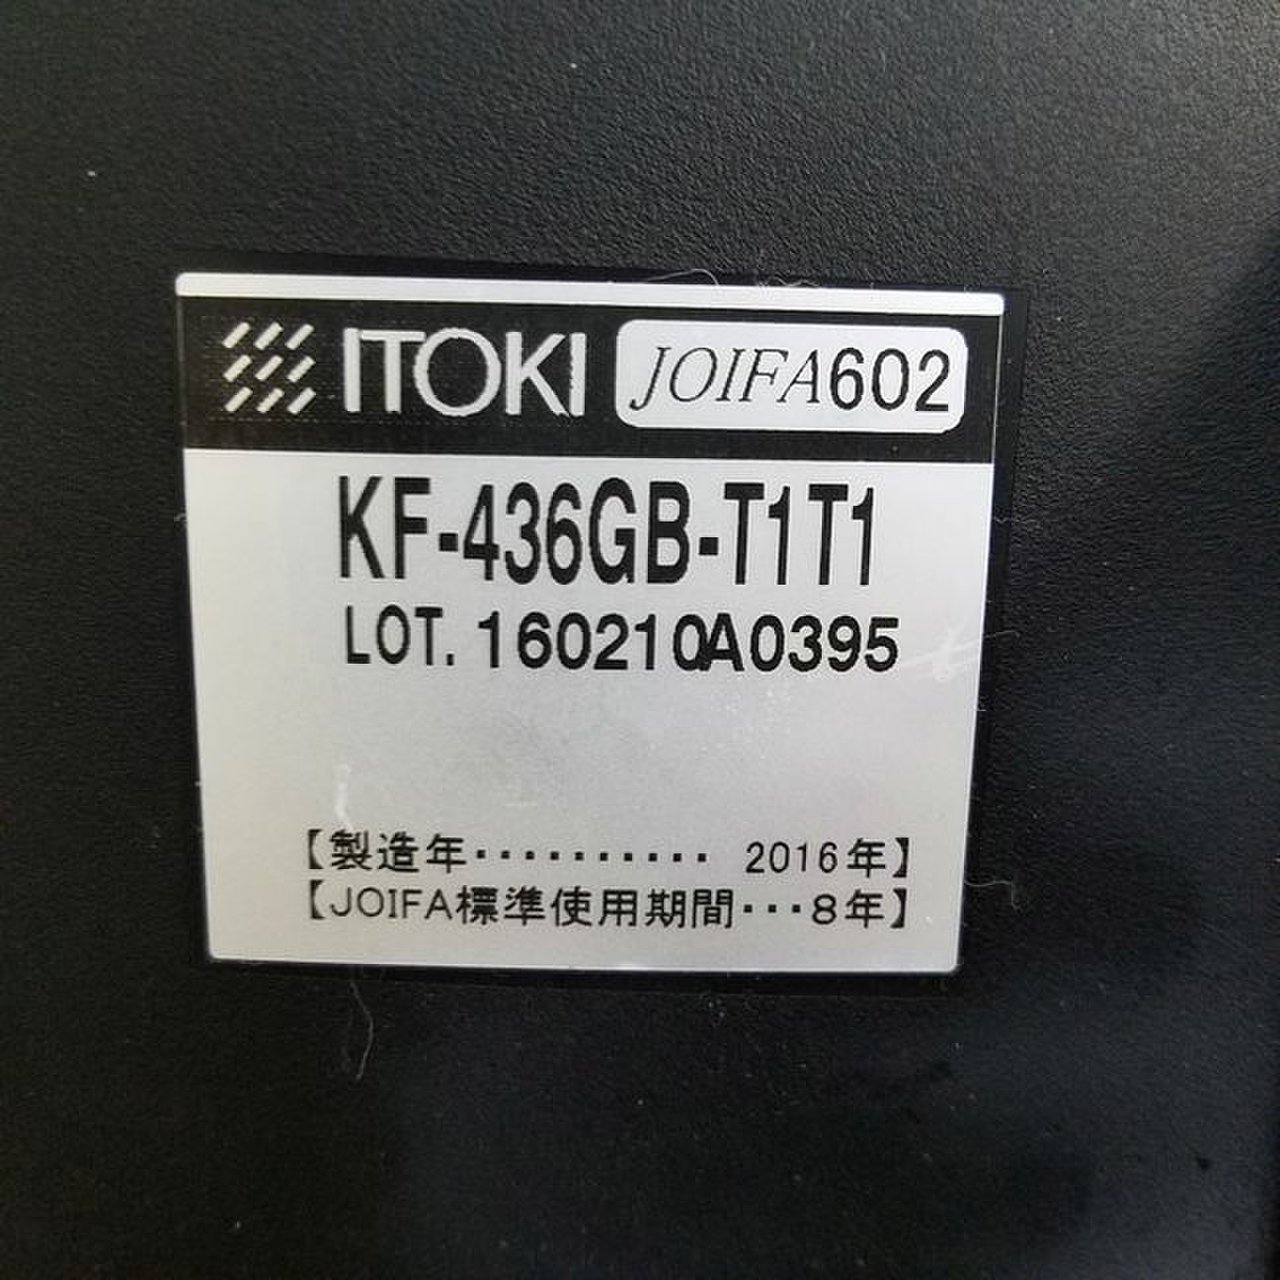 ITOKI JOIFA602
KF-436GB-T1T1
LOT. 160210A0395
【製造年・・・・・・・・・・ 2016年】
【JOIFA標準使用期間・・・8年】